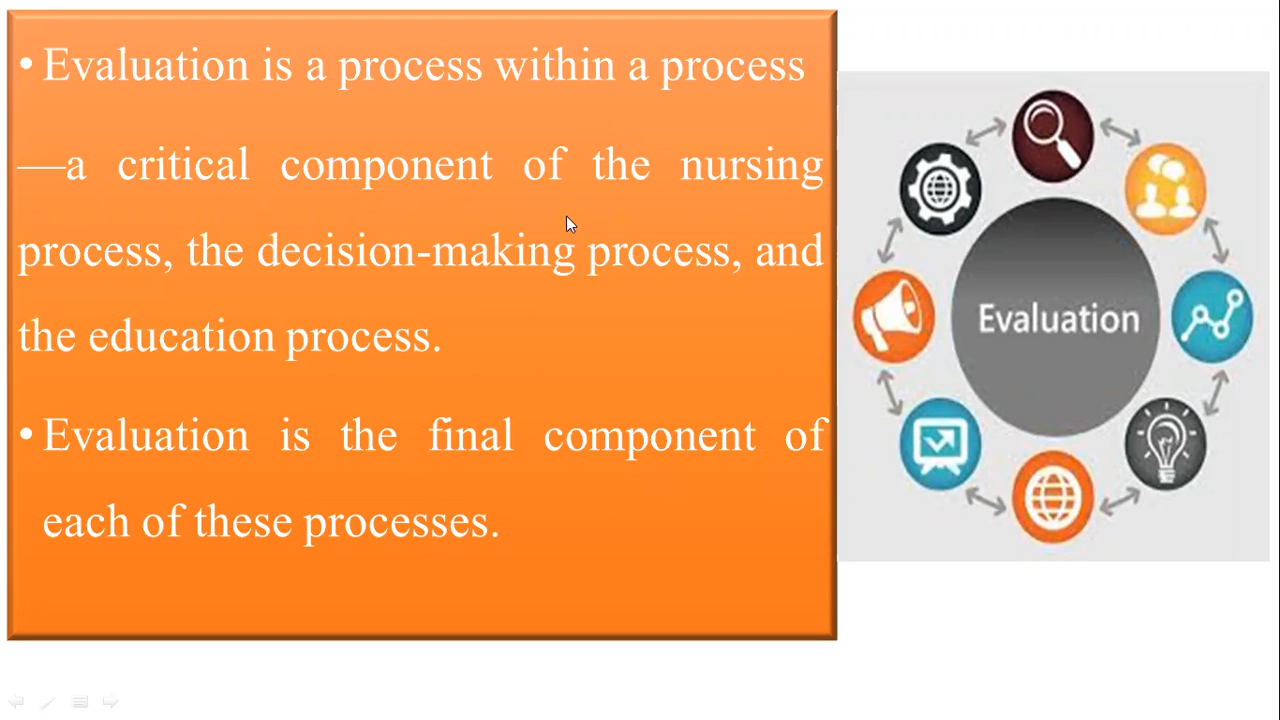 • Evaluation is a process within a process
—a critical component of the nursing
process, the decision-making process, and
the education process.
• Evaluation is the final component of
each of these processes.
Evaluation